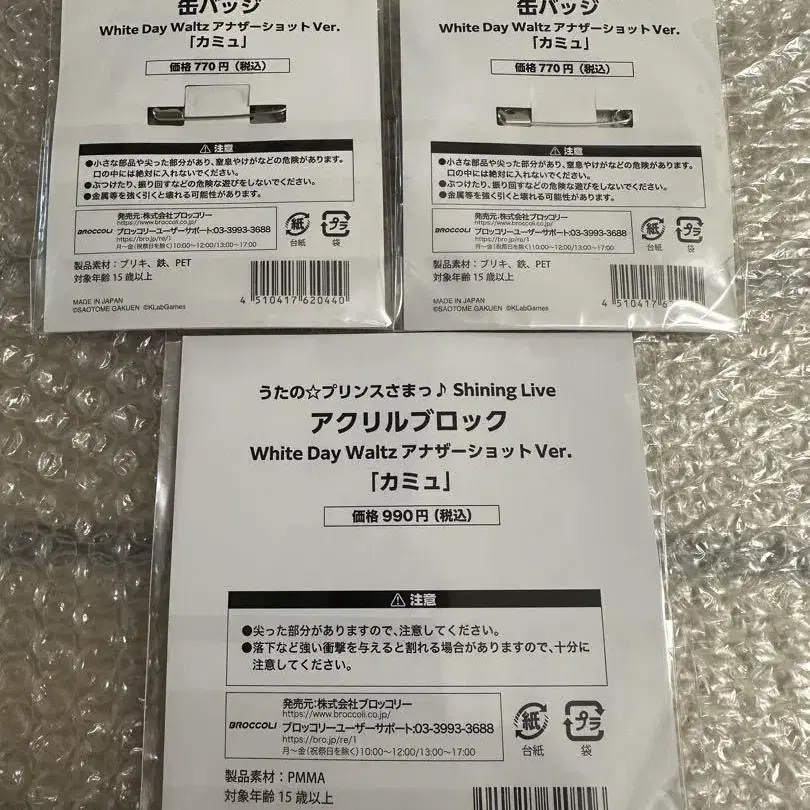 缶バッジ
White Day Waltz アナザーショット Ver.
「カミュ」
価格 770 円（税込）
⚠ 注意
●小さな部品や尖った部分があり、窒息やけがなどの危険があります。
口の中には絶対に入れないでください。
●ぶつけたり、振り回すなどの危険な遊びをしないでください。
●金属等を強く引くと壊れる可能性があります。
BROCCOLI
発売元:株式会社ブロッコリー
https://www.broccoli.co.jp/
ブロッコリーユーザーサポート:03-3993-3688
https://bro.jp/re/1
月〜金（祝祭日を除く）10:00〜12:00/13:00〜17:00
紙
台紙
プラ
袋
製品素材：ブリキ、鉄、PET
対象年齢 15 歳以上
MADE IN JAPAN
©SAOTOME GAKUEN ©KLabGames
4 510417 620440
缶バッジ
White Day Waltz アナザーショット Ver.
「カミュ」
価格 770 円（税込）
⚠ 注意
●小さな部品や尖った部分があり、窒息やけがなどの危険があります。
口の中には絶対に入れないでください。
●ぶつけたり、振り回すなどの危険な遊びをしないでください。
●金属等を強く引くと壊れる可能性があります。
BROCCOLI
発売元:株式会社ブロッコリー
https://www.broccoli.co.jp/
ブロッコリーユーザーサポート:03-3993-3688
https://bro.jp/re/1
月〜金（祝祭日を除く）10:00〜12:00/13:00〜17:00
紙
台紙
プラ
袋
製品素材：ブリキ、鉄、PET
対象年齢 15 歳以上
MADE IN JAPAN
©SAOTOME GAKUEN ©KLabGames
4 510417
うたの☆プリンスさまっ♪ Shining Live
アクリルブロック
White Day Waltz アナザーショット Ver.
「カミュ」
価格 990 円（税込）
⚠ 注意
●尖った部分がありますので、注意してください。
●落下など強い衝撃を与えると割れる場合がありますので、十分に
注意してください。
BROCCOLI
発売元:株式会社ブロッコリー
https://www.broccoli.co.jp/
ブロッコリーユーザーサポート:03-3993-3688
https://bro.jp/re/1
月〜金（祝祭日を除く）10:00〜12:00/13:00〜17:00
紙
台紙
プラ
袋
製品素材：PMMA
対象年齢 15 歳以上